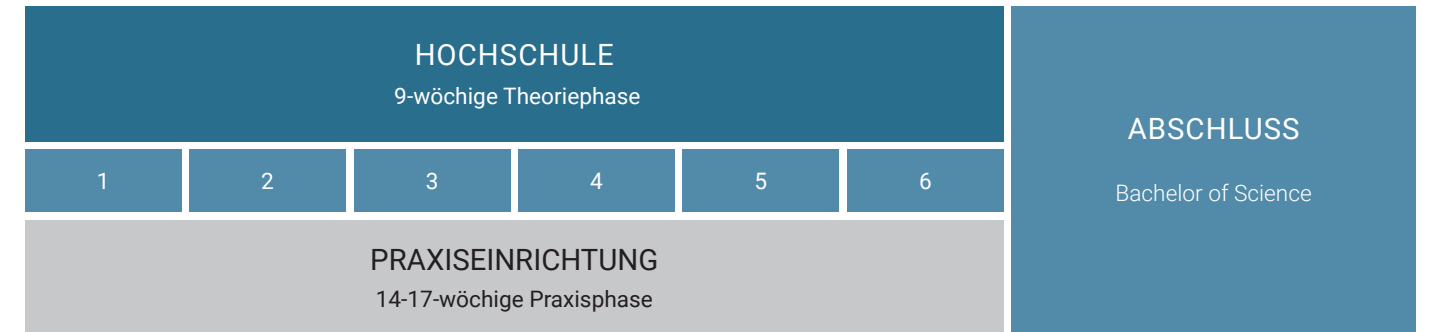 HOCHSCHULE
9-wöchige Theoriephase
1 2 3 4 5 6
PRAXISEINRICHTUNG
14-17-wöchige Praxisphase
ABSCHLUSS
Bachelor of Science